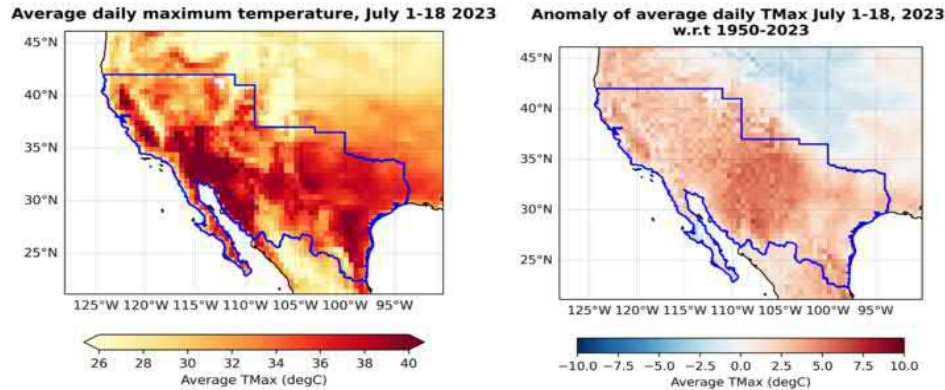 Average daily maximum temperature, July 1-18 2023
45°N
40°N
35°N
30°N
25°N
125°W 120°W 115°W 110°W 105°W 100°W 95°W
26 28 30 32 34 36 38 40
Average TMax (degC)
Anomaly of average daily TMax July 1-18, 2023
w.r.t 1950-2023
45°N
40°N
35°N
30°N
25°N
125°W 120°W 115°W 110°W 105°W 100°W 95°W
−10.0 −7.5 −5.0 −2.5 0.0 2.5 5.0 7.5 10.0
Average TMax (degC)